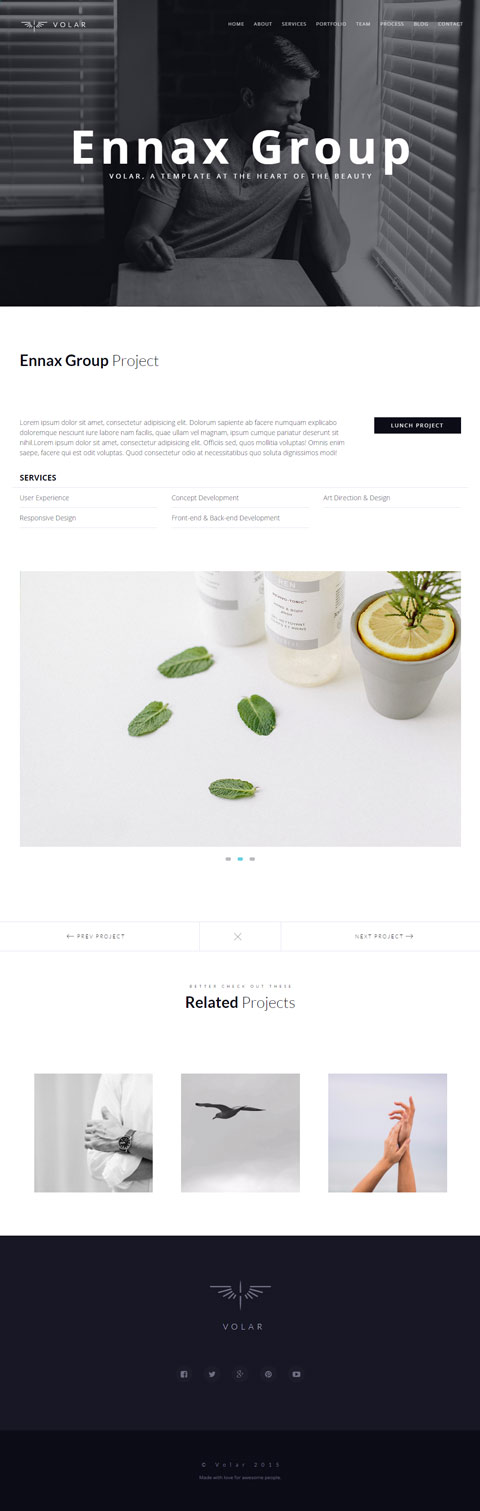 VOLAR
HOME ABOUT SERVICES PORTFOLIO TEAM PROCESS BLOG CONTACT
Ennax Group
VOLAR, A TEMPLATE AT THE HEART OF THE BEAUTY
Ennax Group Project
Lorem ipsum dolor sit amet, consectetur adipisicing elit. Dolorum sapiente ab facere numquam explicabo
doloremque nesciunt iure labore nam facilis, quae ullam vel magnam, ipsum cumque pariatur deserunt sit
nihil.Lorem ipsum dolor sit amet, consectetur adipisicing elit. Officiis sed, quos mollitia voluptas! Omnis enim
saepe, facere qui est odit voluptas. Quod consectetur odio at necessitatibus quo soluta dignissimos modi!
LUNCH PROJECT
SERVICES
User Experience
Concept Development
Art Direction & Design
Responsive Design
Front-end & Back-end Development
PREV PROJECT
NEXT PROJECT
BETTER CHECK OUT THESE
Related Projects
VOLAR
© Volar 2015
Made with love for awesome people.